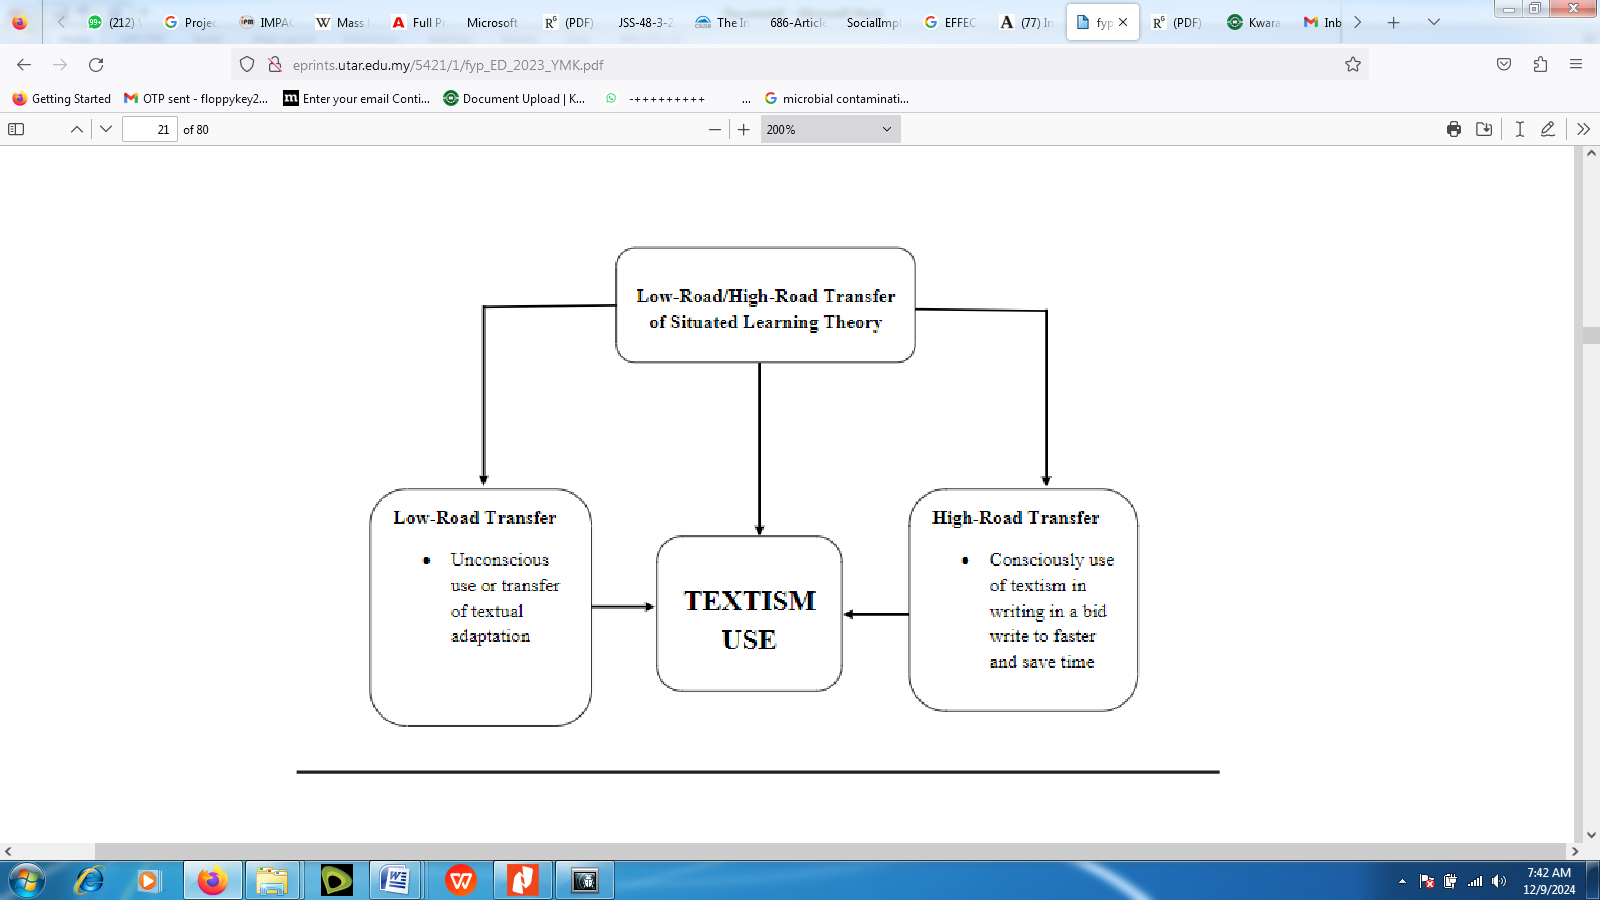 (212)
Projec
IMPA
Mass
Full P
Microsoft
(PDF)
JSS-48-3-2
The In
686-Article
SocialImpl
EFFEC
(77) In
fyp
(PDF)
Kwara
Inb
eprints.utar.edu.my/5421/1/fyp_ED_2023_YMK.pdf
Getting Started
OTP sent - floppykey2...
Enter your email Conti...
Document Upload | K...
-++++++++++ ...
microbial contaminati...
21 of 80
200%
Low-Road/High-Road Transfer
of Situated Learning Theory
Low-Road Transfer
• Unconscious
use or transfer
of textual
adaptation
TEXTISM
USE
High-Road Transfer
• Consciously use
of textism in
writing in a bid
write to faster
and save time
7:42 AM
12/9/2024